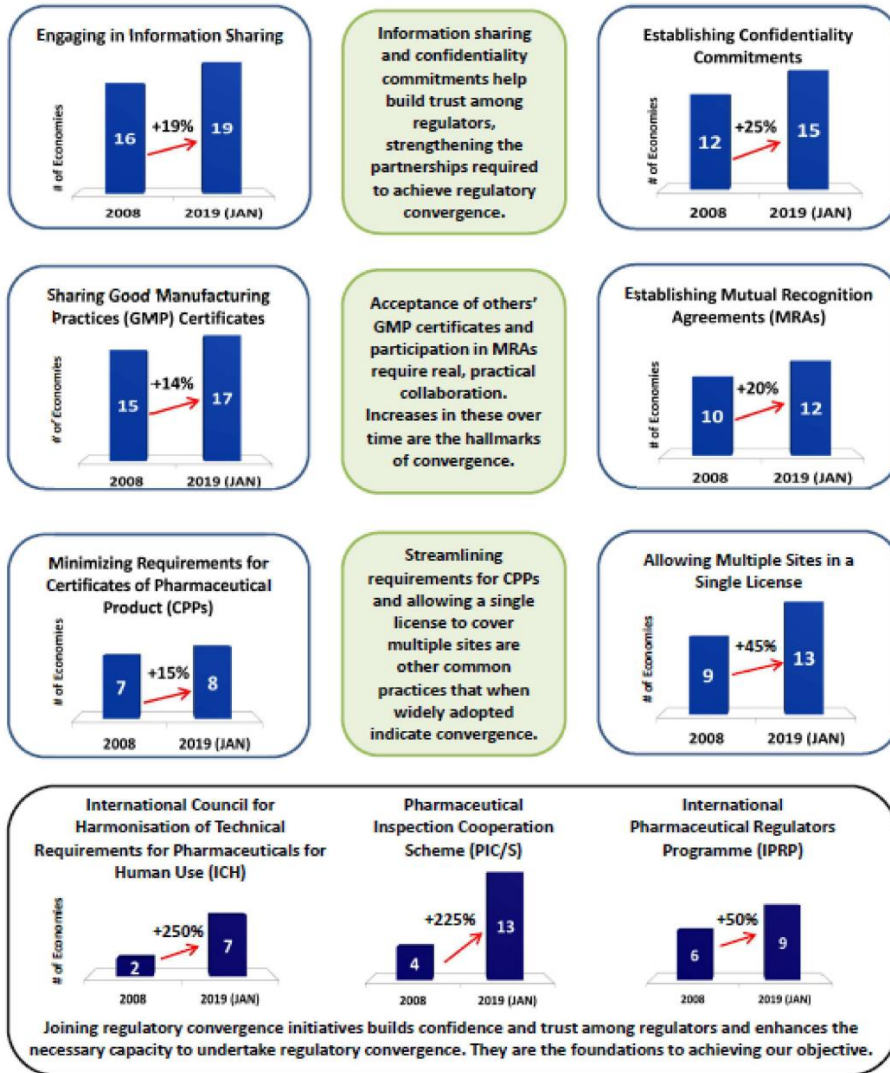 Engaging in Information Sharing
# of Economies
16
+19%
19
2008
2019 (JAN)
Information sharing
and confidentiality
commitments help
build trust among
regulators,
strengthening the
partnerships required
to achieve regulatory
convergence.
Establishing Confidentiality
Commitments
# of Economies
12
+25%
15
2008
2019 (JAN)
Sharing Good Manufacturing
Practices (GMP) Certificates
# of Economies
15
+14%
17
2008
2019 (JAN)
Acceptance of others’
GMP certificates and
participation in MRAs
require real, practical
collaboration.
Increases in these over
time are the hallmarks
of convergence.
Establishing Mutual Recognition
Agreements (MRAs)
# of Economies
10
+20%
12
2008
2019 (JAN)
Minimizing Requirements for
Certificates of Pharmaceutical
Product (CPPs)
# of Economies
7
+15%
8
2008
2019 (JAN)
Streamlining
requirements for CPPs
and allowing a single
license to cover
multiple sites are
other common
practices that when
widely adopted
indicate convergence.
Allowing Multiple Sites in a
Single License
# of Economies
9
+45%
13
2008
2019 (JAN)
International Council for
Harmonisation of Technical
Requirements for Pharmaceuticals for
Human Use (ICH)
# of Economies
2
+250%
7
2008
2019 (JAN)
Pharmaceutical
Inspection Cooperation
Scheme (PIC/S)
4
+225%
13
2008
2019 (JAN)
International
Pharmaceutical Regulators
Programme (IPRP)
6
+50%
9
2008
2019 (JAN)
Joining regulatory convergence initiatives builds confidence and trust among regulators and enhances the
necessary capacity to undertake regulatory convergence. They are the foundations to achieving our objective.